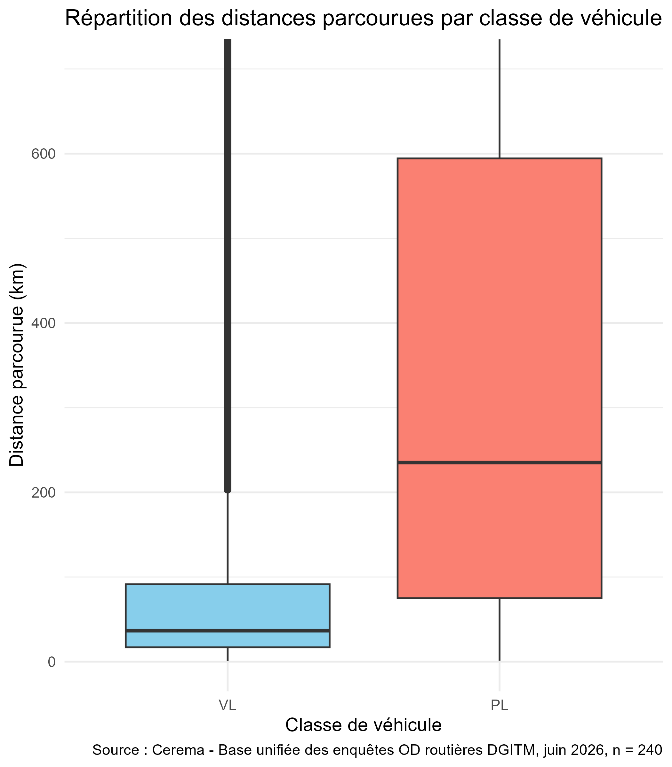 Répartition des distances parcourues par classe de véhicule
Distance parcourue (km)
600
400
200
0
VL
PL
Classe de véhicule
Source : Cerema - Base unifiée des enquêtes OD routières DGITM, juin 2026, n = 240